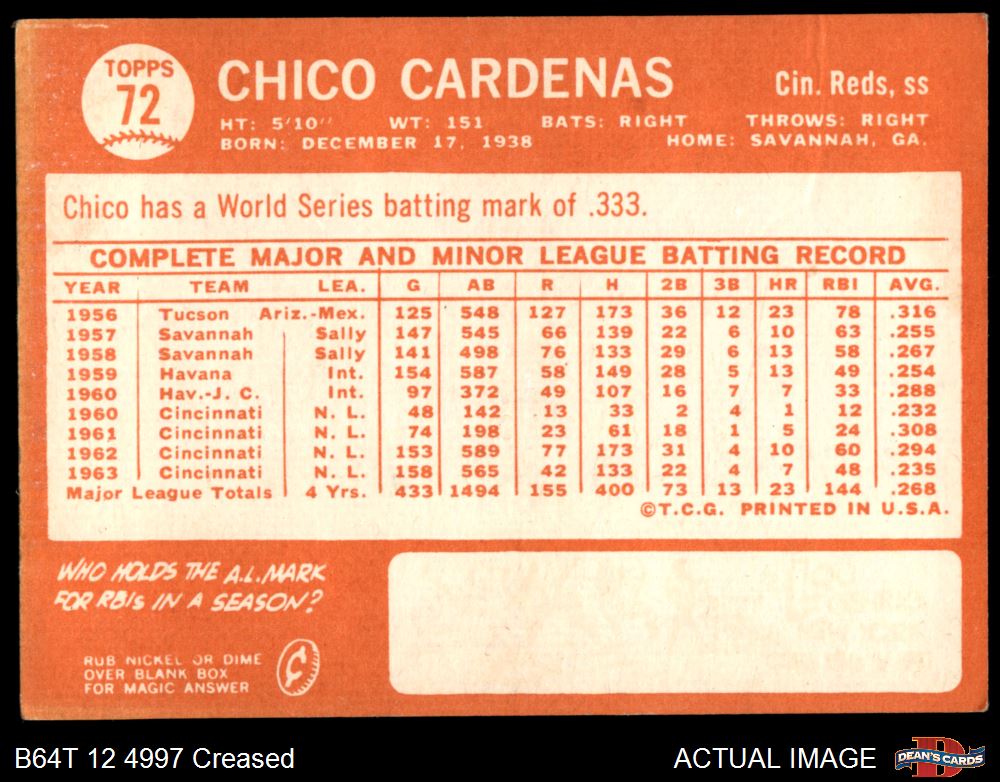 TOPPS
72
CHICO CARDENAS
Cin. Reds, ss
HT: 5'10" WT: 151 BATS: RIGHT THROWS: RIGHT
BORN: DECEMBER 17, 1938 HOME: SAVANNAH, GA.
Chico has a World Series batting mark of .333.
COMPLETE MAJOR AND MINOR LEAGUE BATTING RECORD
YEAR TEAM LEA. G AB R H 2B 3B HR RBI AVG.
1956 Tucson Ariz.-Mex. 125 548 127 173 36 12 23 78 .316
1957 Savannah Sally 147 545 66 139 22 6 10 63 .255
1958 Savannah Sally 141 498 76 133 29 6 13 58 .267
1959 Havana Int. 154 587 58 149 28 5 13 49 .254
1960 Hav.-J. C. Int. 97 372 49 107 16 7 7 33 .288
1960 Cincinnati N. L. 48 142 13 33 2 4 1 12 .232
1961 Cincinnati N. L. 74 198 23 61 18 1 5 24 .308
1962 Cincinnati N. L. 153 589 77 173 31 4 10 60 .294
1963 Cincinnati N. L. 158 565 42 133 22 4 7 48 .235
Major League Totals 4 Yrs. 433 1494 155 400 73 13 23 144 .268
©T.C.G. PRINTED IN U.S.A.
WHO HOLDS THE A.L. MARK
FOR RBIs IN A SEASON?
RUB NICKEL OR DIME
OVER BLANK BOX
FOR MAGIC ANSWER
B64T 12 4997 Creased
ACTUAL IMAGE
D
DEAN'S CARDS